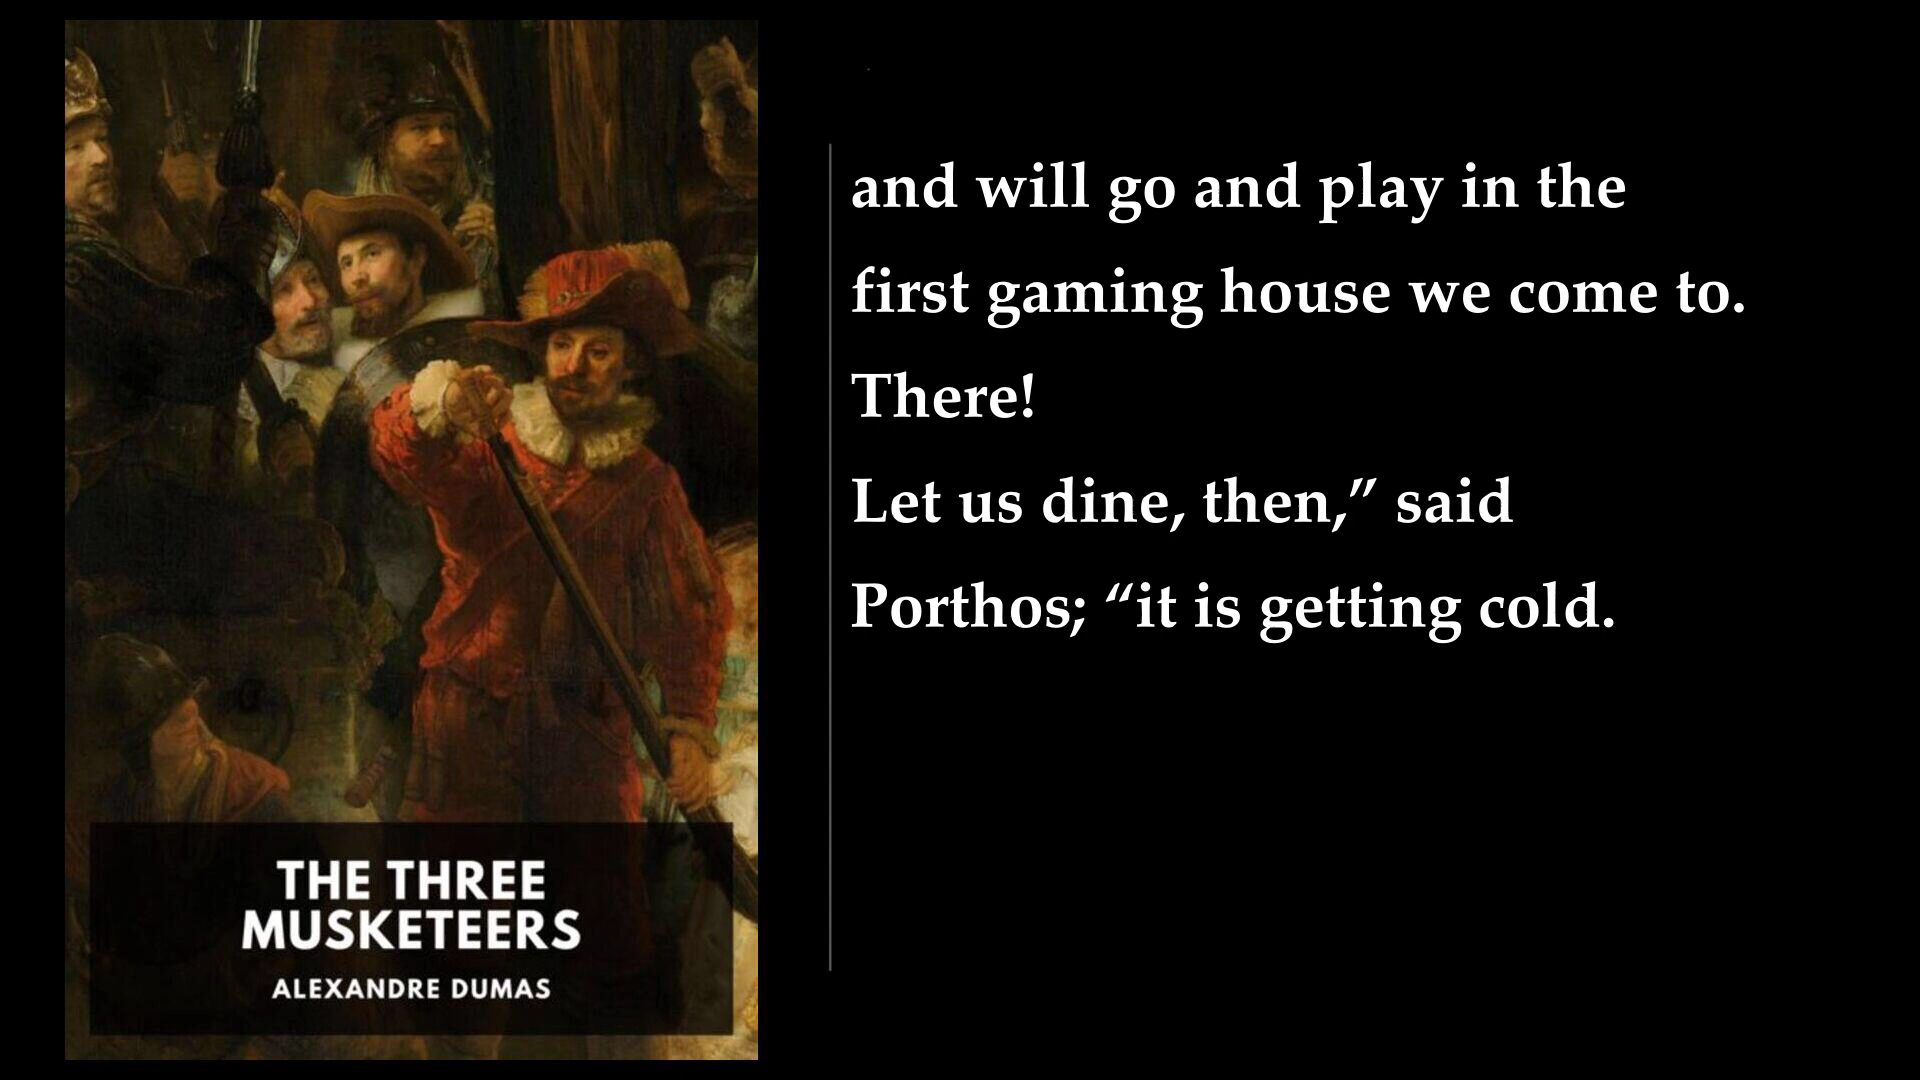 and will go and play in the
first gaming house we come to.
There!
Let us dine, then,” said
Porthos; “it is getting cold.
THE THREE
MUSKETEERS
ALEXANDRE DUMAS